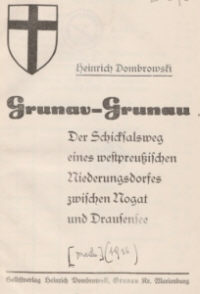 Heinrich Dombrowski
Grunau-Grunau
Der Schicksalsweg
eines westpreußischen
Niederungsdorfes
zwischen Nogat
und Drausensee
Selbstverlag Heinrich Dombrowski, Grunau Kr. Marienburg